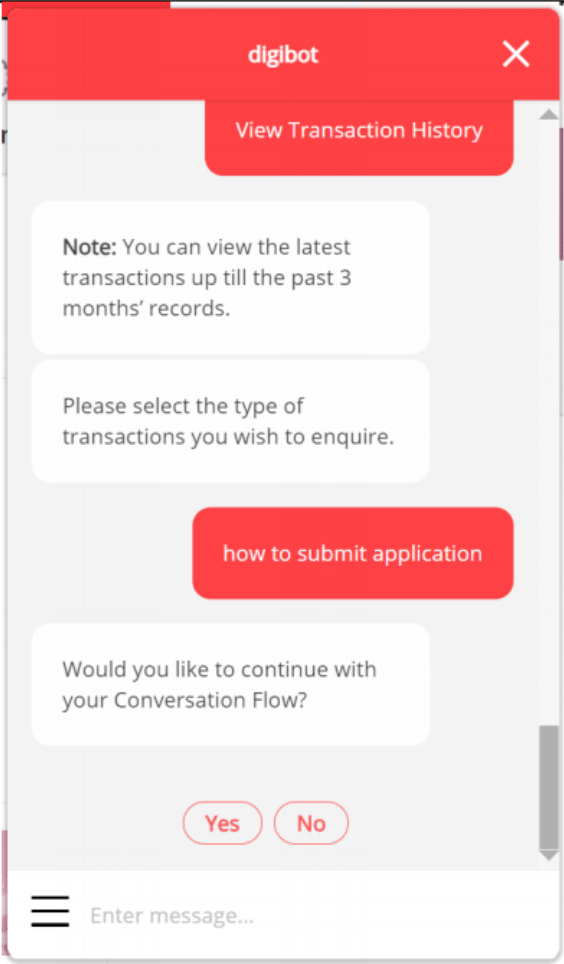 digibot
View Transaction History
Note: You can view the latest
transactions up till the past 3
months’ records.
Please select the type of
transactions you wish to enquire.
how to submit application
Would you like to continue with
your Conversation Flow?
Yes No
Enter message...